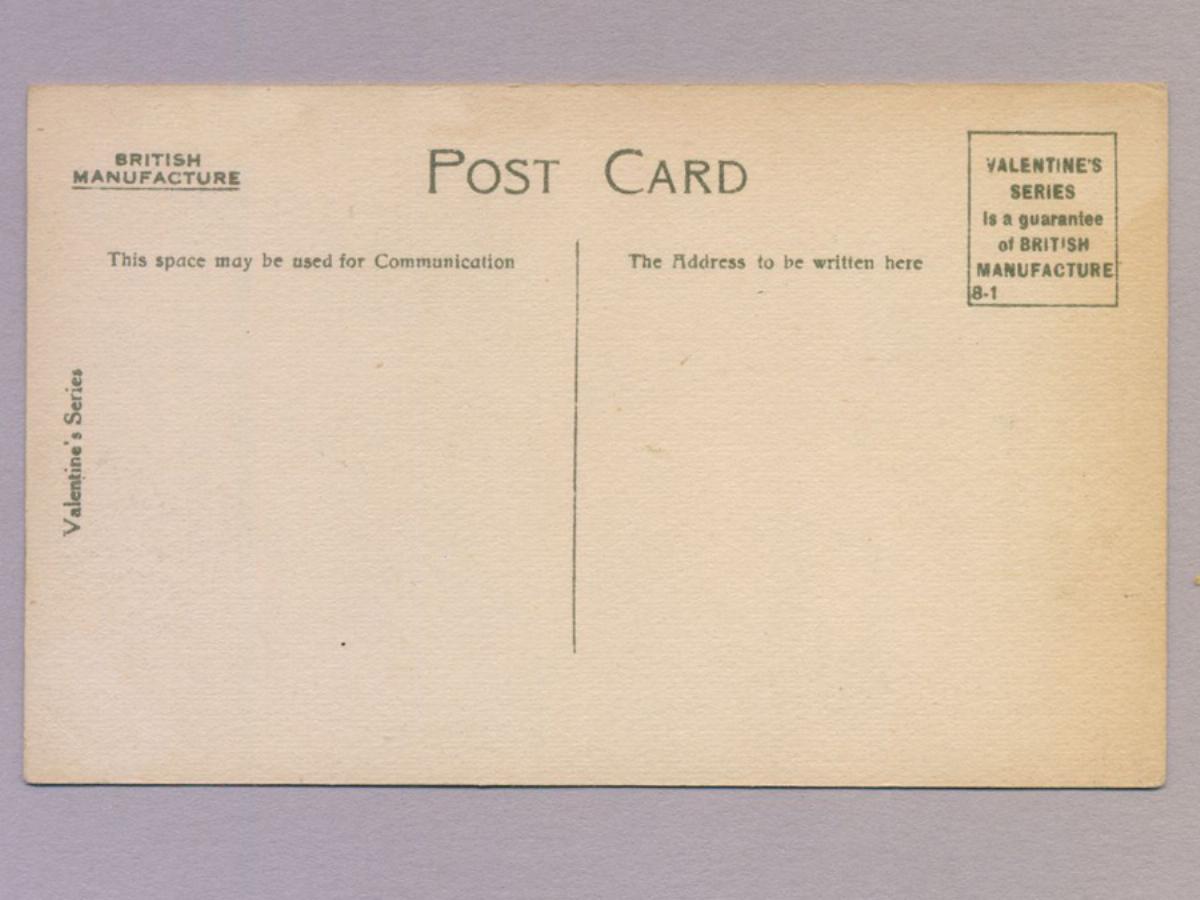 BRITISH
MANUFACTURE
POST CARD
VALENTINE'S
SERIES
is a guarantee
of BRITISH
MANUFACTURE
8-1
This space may be used for Communication
The Address to be written here
Valentine's Series